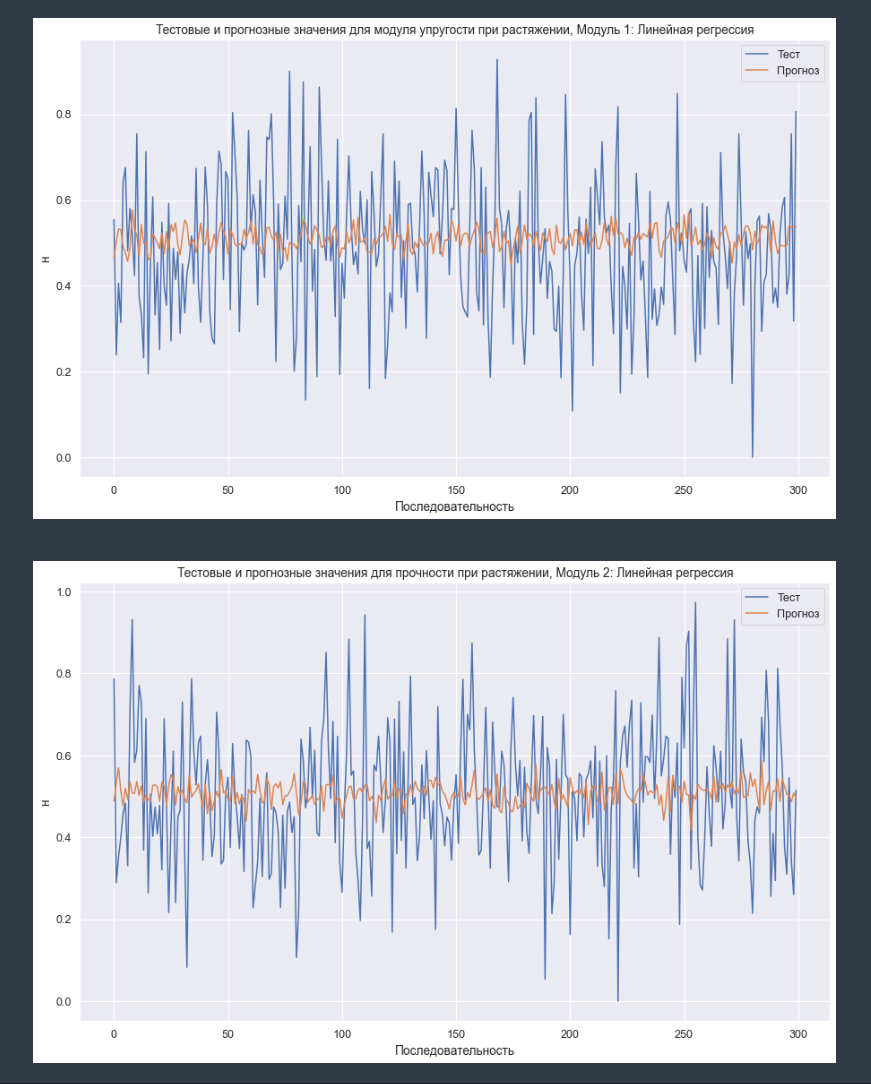 Тестовые и прогнозные значения для модуля упругости при растяжении, Модуль 1: Линейная регрессия
Тест
Прогноз
0.8
0.6
0.4
0.2
0.0
н
0 50 100 150 200 250 300
Последовательность
Тестовые и прогнозные значения для прочности при растяжении, Модуль 2: Линейная регрессия
Тест
Прогноз
1.0
0.8
0.6
0.4
0.2
0.0
н
0 50 100 150 200 250 300
Последовательность